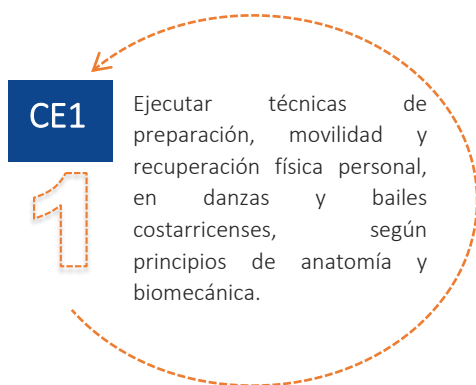 CE1
1
Ejecutar técnicas de
preparación, movilidad y
recuperación física personal,
en danzas y bailes
costarricenses, según
principios de anatomía y
biomecánica.